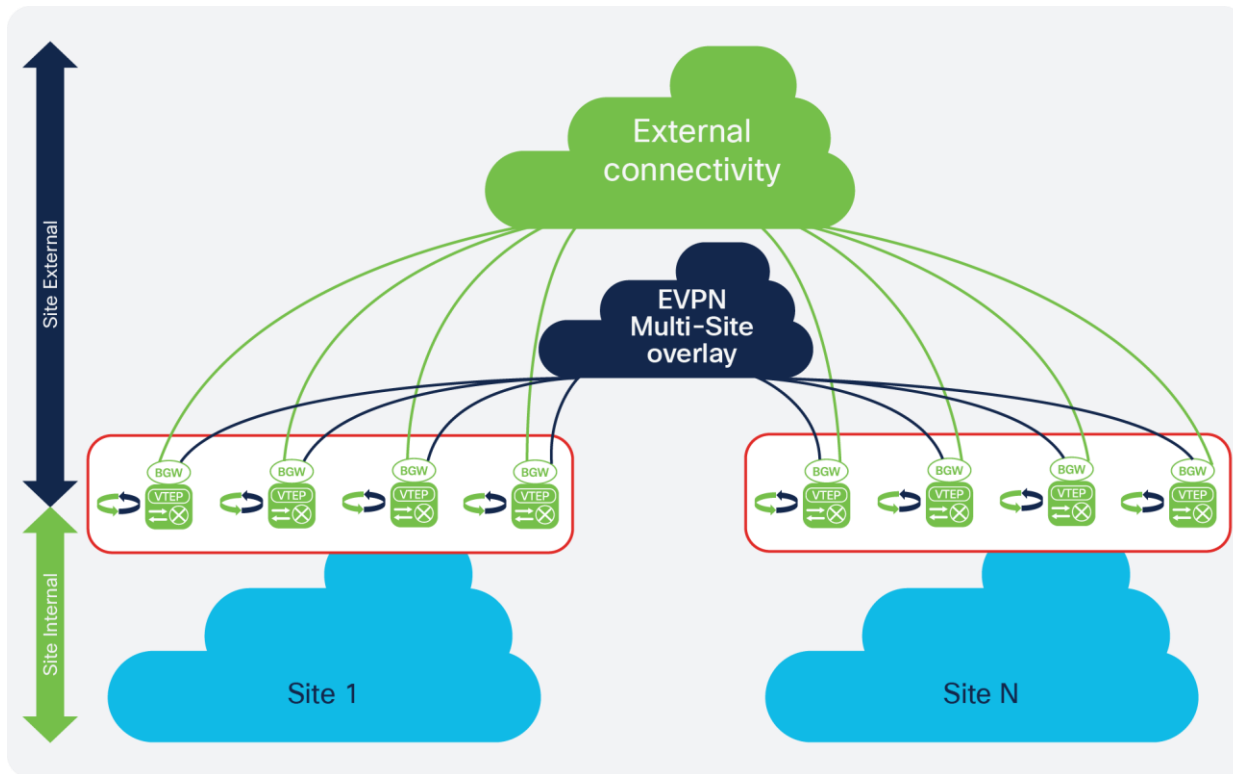 External
connectivity
Site External
EVPN
Multi-Site
overlay
BGW
VTEP
BGW
VTEP
BGW
VTEP
BGW
VTEP
BGW
VTEP
BGW
VTEP
BGW
VTEP
BGW
VTEP
Site Internal
Site 1
Site N